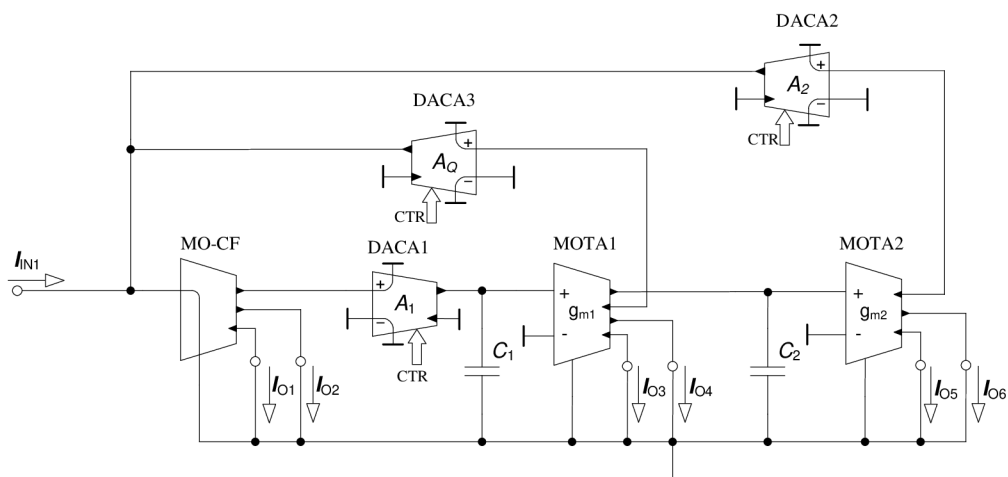 DACA2
+
A2
−
CTR
DACA3
+
AQ
−
CTR
MO-CF
DACA1
MOTA1
MOTA2
IIN1
+
A1
−
CTR
C1
+
gm1
-
C2
+
gm2
-
IO1
IO2
IO3
IO4
IO5
IO6